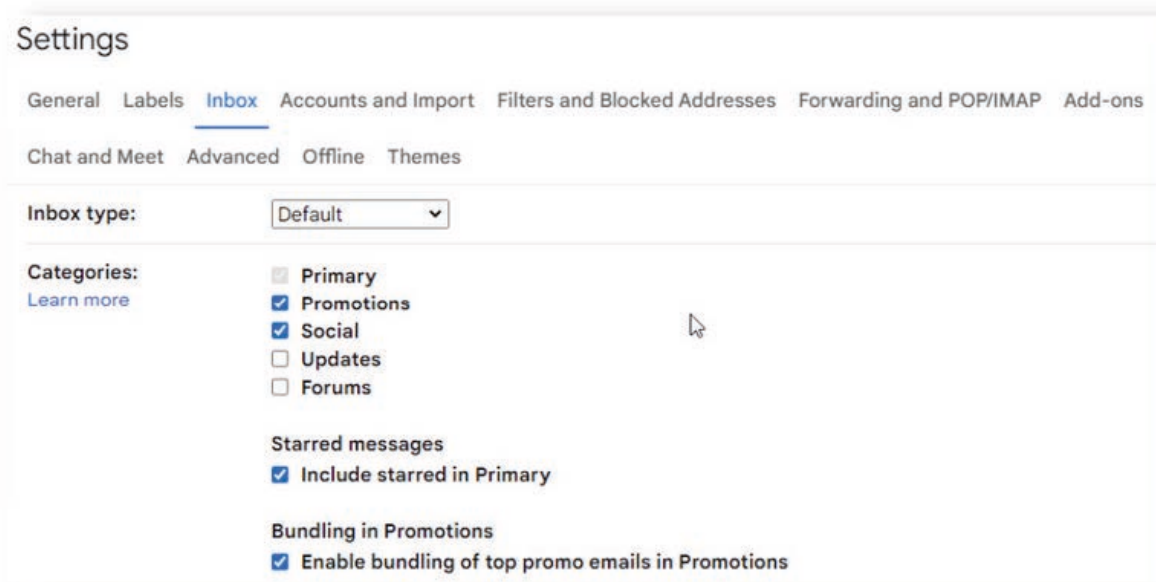 Settings
General Labels Inbox Accounts and Import Filters and Blocked Addresses Forwarding and POP/IMAP Add-ons
Chat and Meet Advanced Offline Themes
Inbox type: Default
Categories: Primary
Learn more Promotions
Social
Updates
Forums
Starred messages
Include starred in Primary
Bundling in Promotions
Enable bundling of top promo emails in Promotions